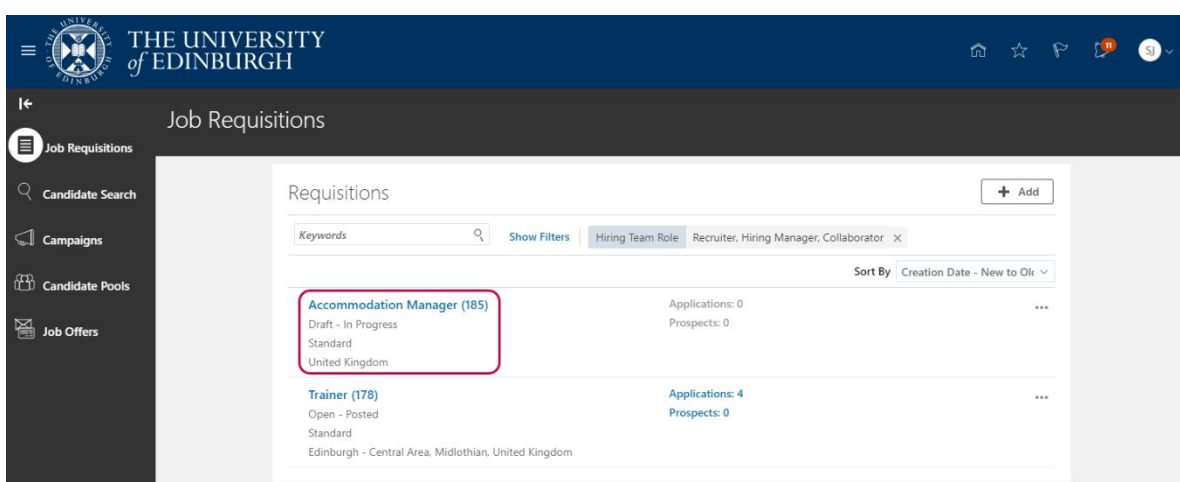 THE UNIVERSITY
of EDINBURGH
11
SJ
Job Requisitions
Job Requisitions
Candidate Search
Campaigns
Candidate Pools
Job Offers
Requisitions
+ Add
Keywords
Show Filters
Hiring Team Role Recruiter, Hiring Manager, Collaborator ×
Sort By Creation Date - New to Olc
Accommodation Manager (185)
Draft - In Progress
Standard
United Kingdom
Applications: 0
Prospects: 0
...
Trainer (178)
Open - Posted
Standard
Edinburgh - Central Area, Midlothian, United Kingdom
Applications: 4
Prospects: 0
...